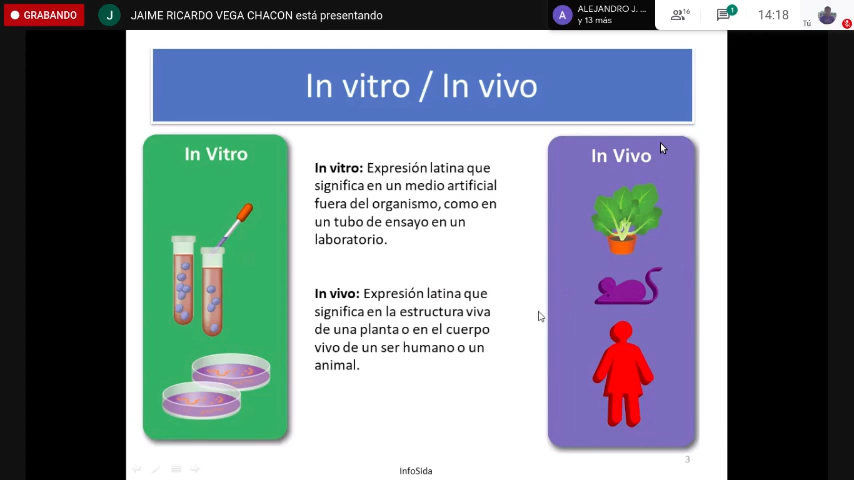 GRABANDO
J
JAIME RICARDO VEGA CHACON está presentando
A
ALEJANDRO J. ...
y 13 más
16
1
14:18
Tú
In vitro / In vivo
In Vitro
In vitro: Expresión latina que
significa en un medio artificial
fuera del organismo, como en
un tubo de ensayo en un
laboratorio.
In vivo: Expresión latina que
significa en la estructura viva
de una planta o en el cuerpo
vivo de un ser humano o un
animal.
In Vivo
3
InfoSida